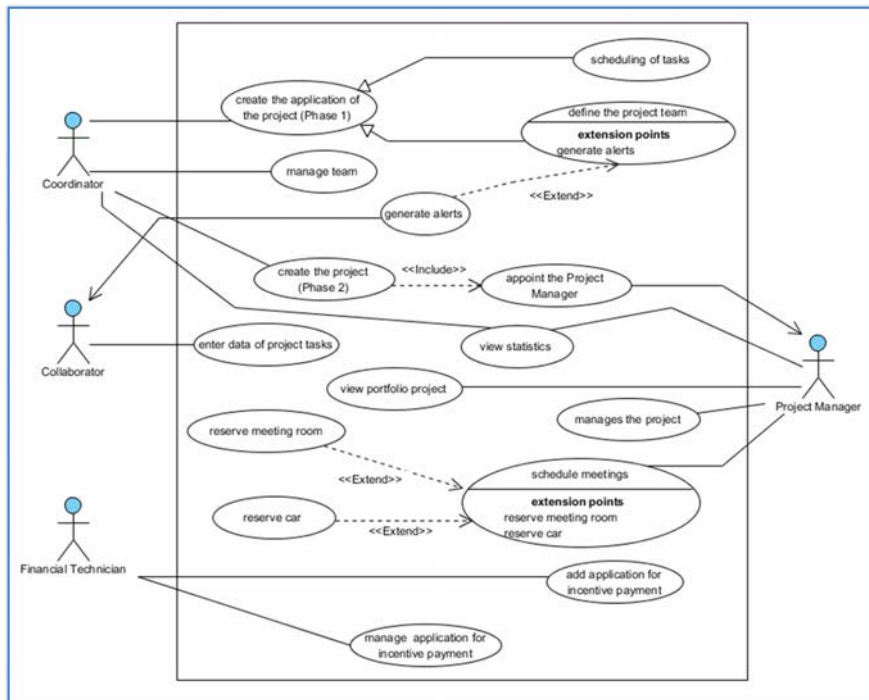 scheduling of tasks
create the application of
the project (Phase 1)
define the project team
extension points
generate alerts
Coordinator
manage team
<<Extend>>
generate alerts
create the project
(Phase 2)
<<Include>>
appoint the Project
Manager
Collaborator
enter data of project tasks
view statistics
view portfolio project
Project Manager
manages the project
reserve meeting room
<<Extend>>
schedule meetings
extension points
reserve meeting room
reserve car
reserve car
<<Extend>>
Financial Technician
add application for
incentive payment
manage application for
incentive payment